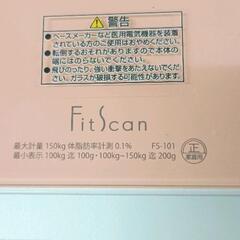 ⚠警告
●ペースメーカーなど医用電気機器を装着
されている方のご使用はおやめください。
●転倒するおそれがありますので本体の
端にはのらないでください。
●飛びのったり、強い衝撃をあたえないで
ください。ガラスが破損する可能性があります。
FitScan
最大計量 150kg 体脂肪率計測 0.1% FS-101
最小表示 100kg 迄 100g・100kg~150kg 迄 200g
正
家庭用